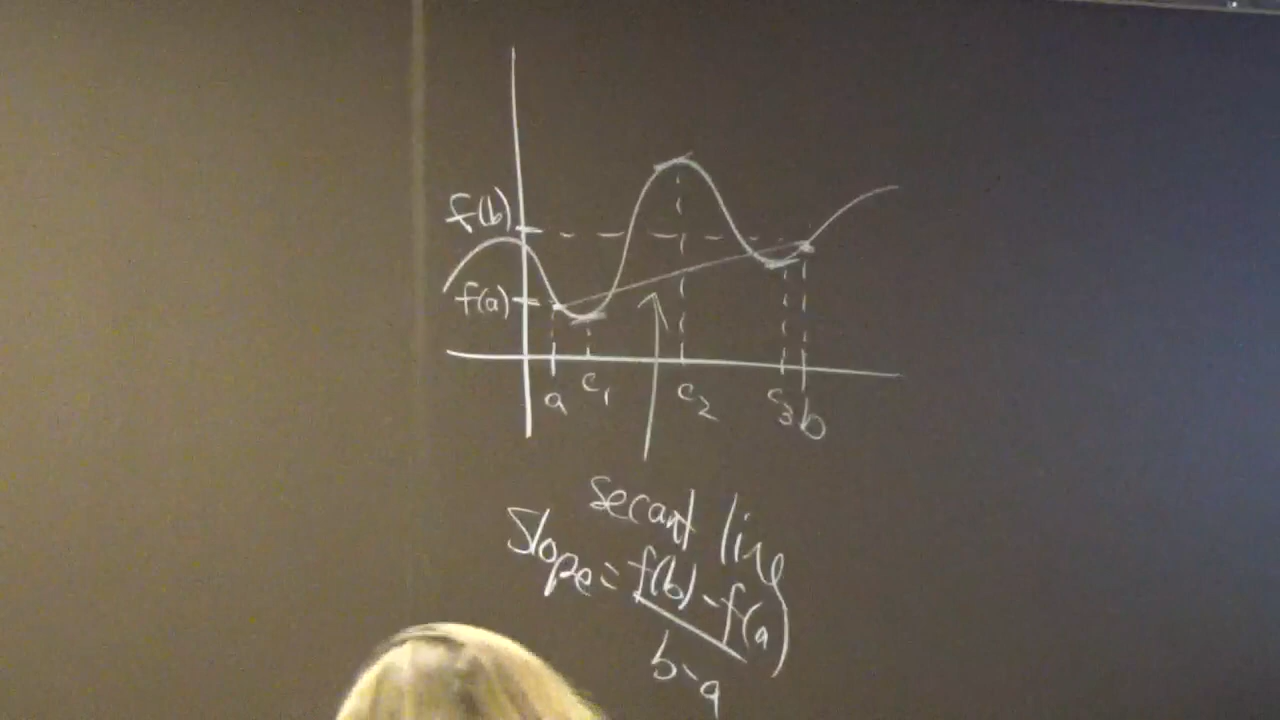 f(b)
f(a)
a c₁ c₂ c₃ b
secant line
slope = f(b) - f(a)
b-a